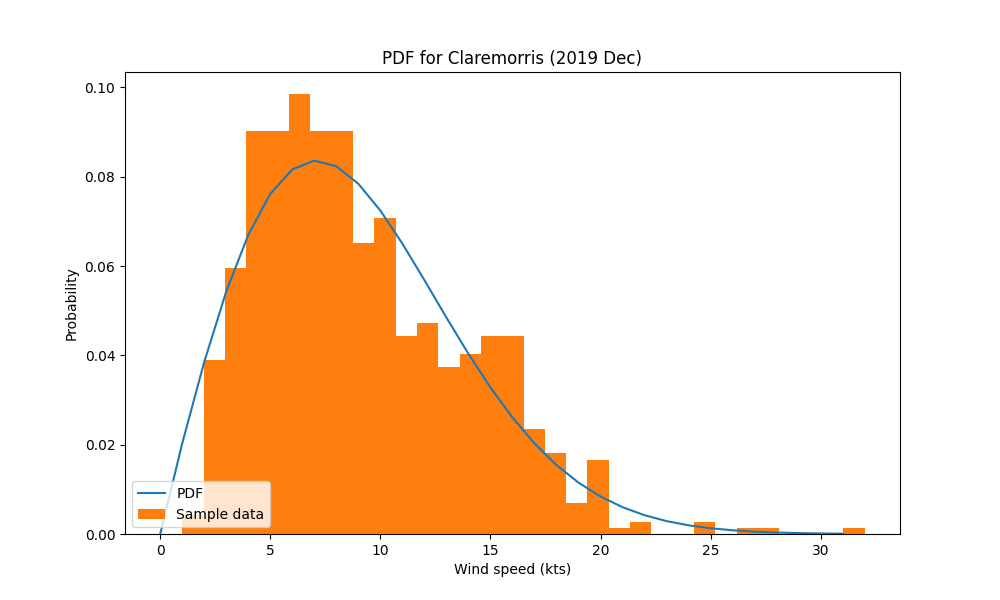 PDF for Claremorris (2019 Dec)
Probability
0.10
0.08
0.06
0.04
0.02
0.00
PDF
Sample data
0 5 10 15 20 25 30
Wind speed (kts)